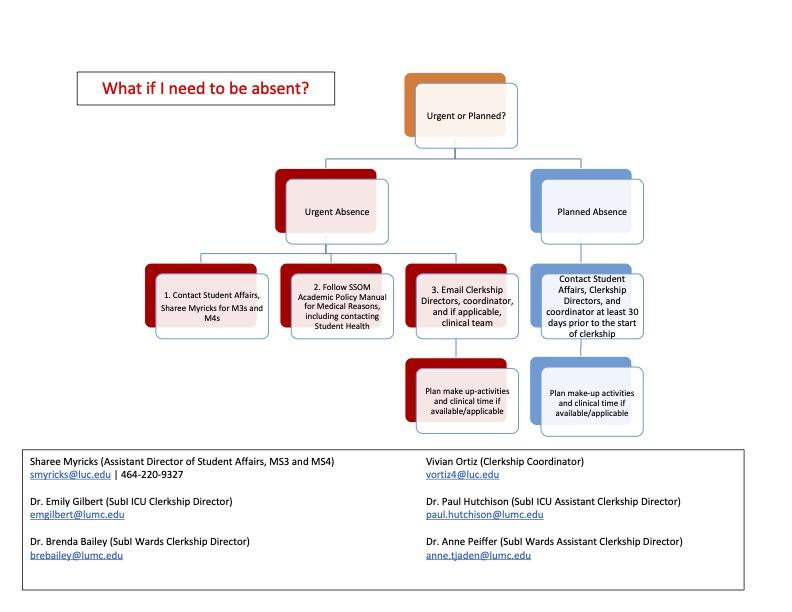 What if I need to be absent?
Urgent or Planned?
Urgent Absence
Planned Absence
1. Contact Student Affairs,
Sharee Myricks for M3s and
M4s
2. Follow SSOM
Academic Policy Manual
for Medical Reasons,
including contacting
Student Health
3. Email Clerkship
Directors, coordinator,
and if applicable,
clinical team
Contact Student
Affairs, Clerkship
Directors, and
coordinator at least 30
days prior to the start
of clerkship
Plan make up-activities
and clinical time if
available/applicable
Plan make-up activities
and clinical time if
available/applicable
Sharee Myricks (Assistant Director of Student Affairs, MS3 and MS4)
smyricks@luc.edu | 464-220-9327
Dr. Emily Gilbert (SubI ICU Clerkship Director)
emgilbert@lumc.edu
Dr. Brenda Bailey (SubI Wards Clerkship Director)
brebailey@lumc.edu
Vivian Ortiz (Clerkship Coordinator)
vortiz4@luc.edu
Dr. Paul Hutchison (SubI ICU Assistant Clerkship Director)
paul.hutchison@lumc.edu
Dr. Anne Peiffer (SubI Wards Assistant Clerkship Director)
anne.tjaden@lumc.edu